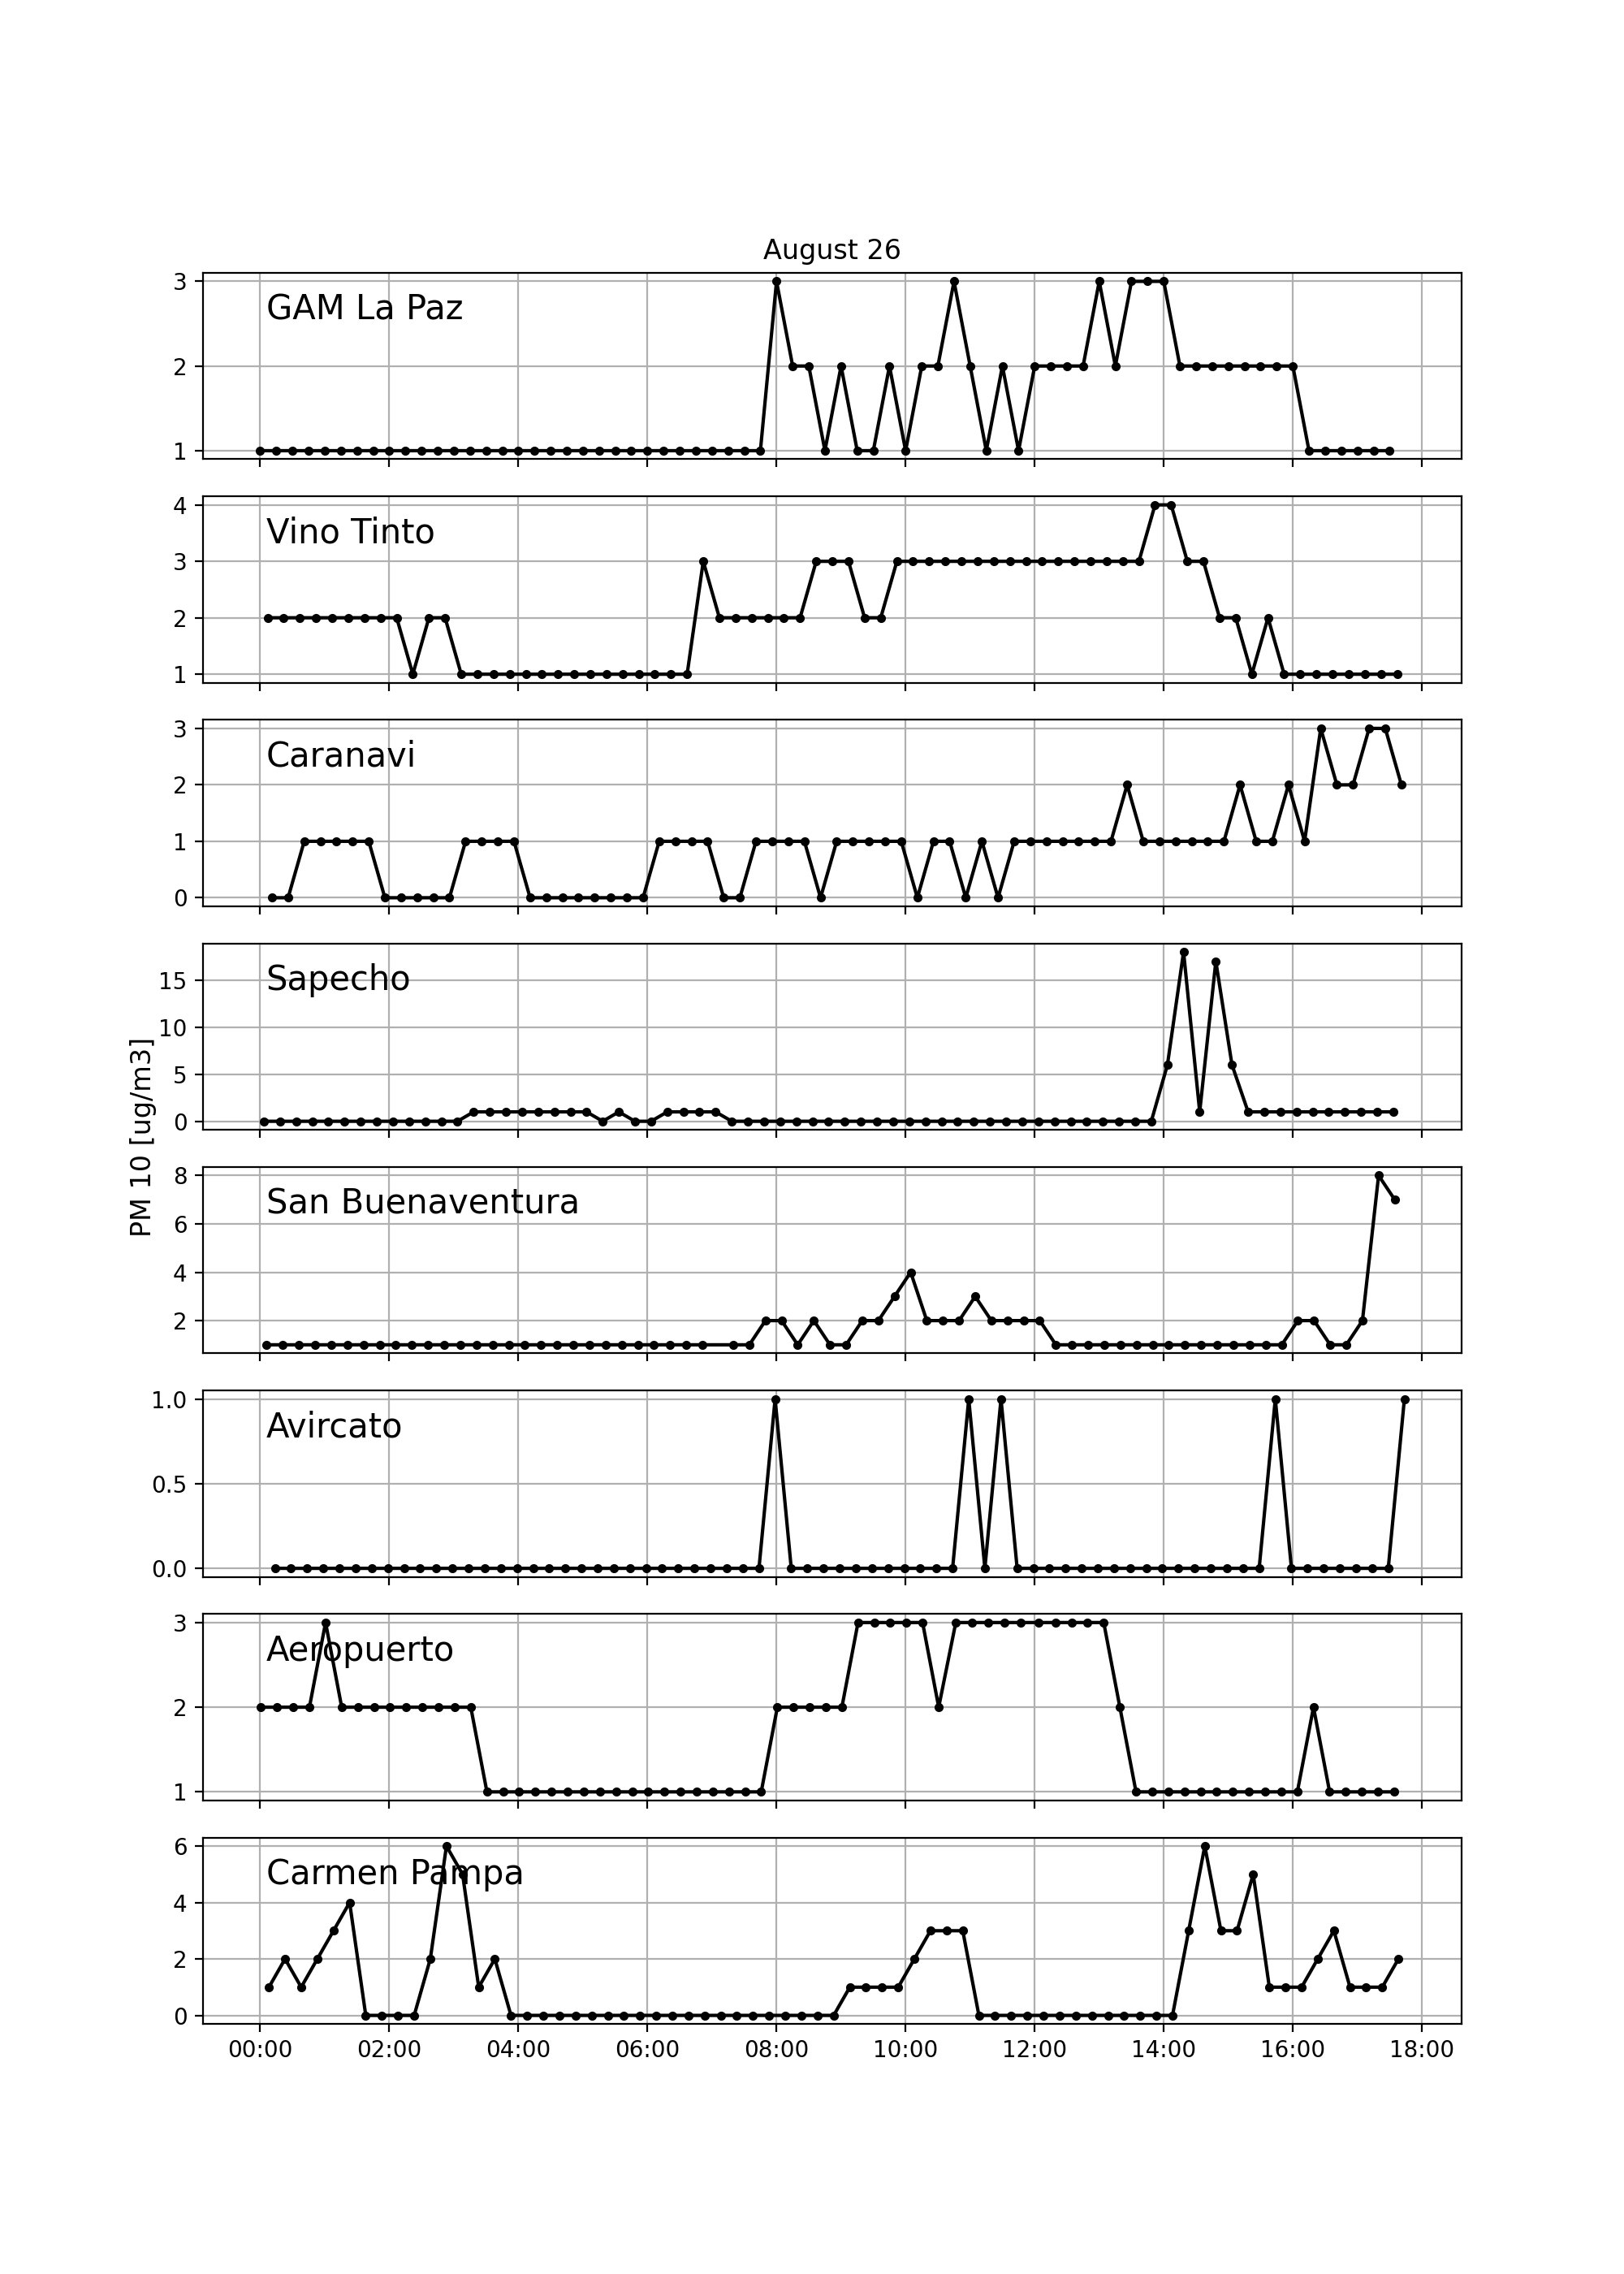 August 26
3
GAM La Paz
2
1
4
Vino Tinto
3
2
1
3
Caranavi
2
1
0
Sapecho
15
10
5
0
PM 10 [ug/m3]
8
San Buenaventura
6
4
2
1.0
Avircato
0.5
0.0
3
Aeropuerto
2
1
6
Carmen Pampa
4
2
0
00:00 02:00 04:00 06:00 08:00 10:00 12:00 14:00 16:00 18:00